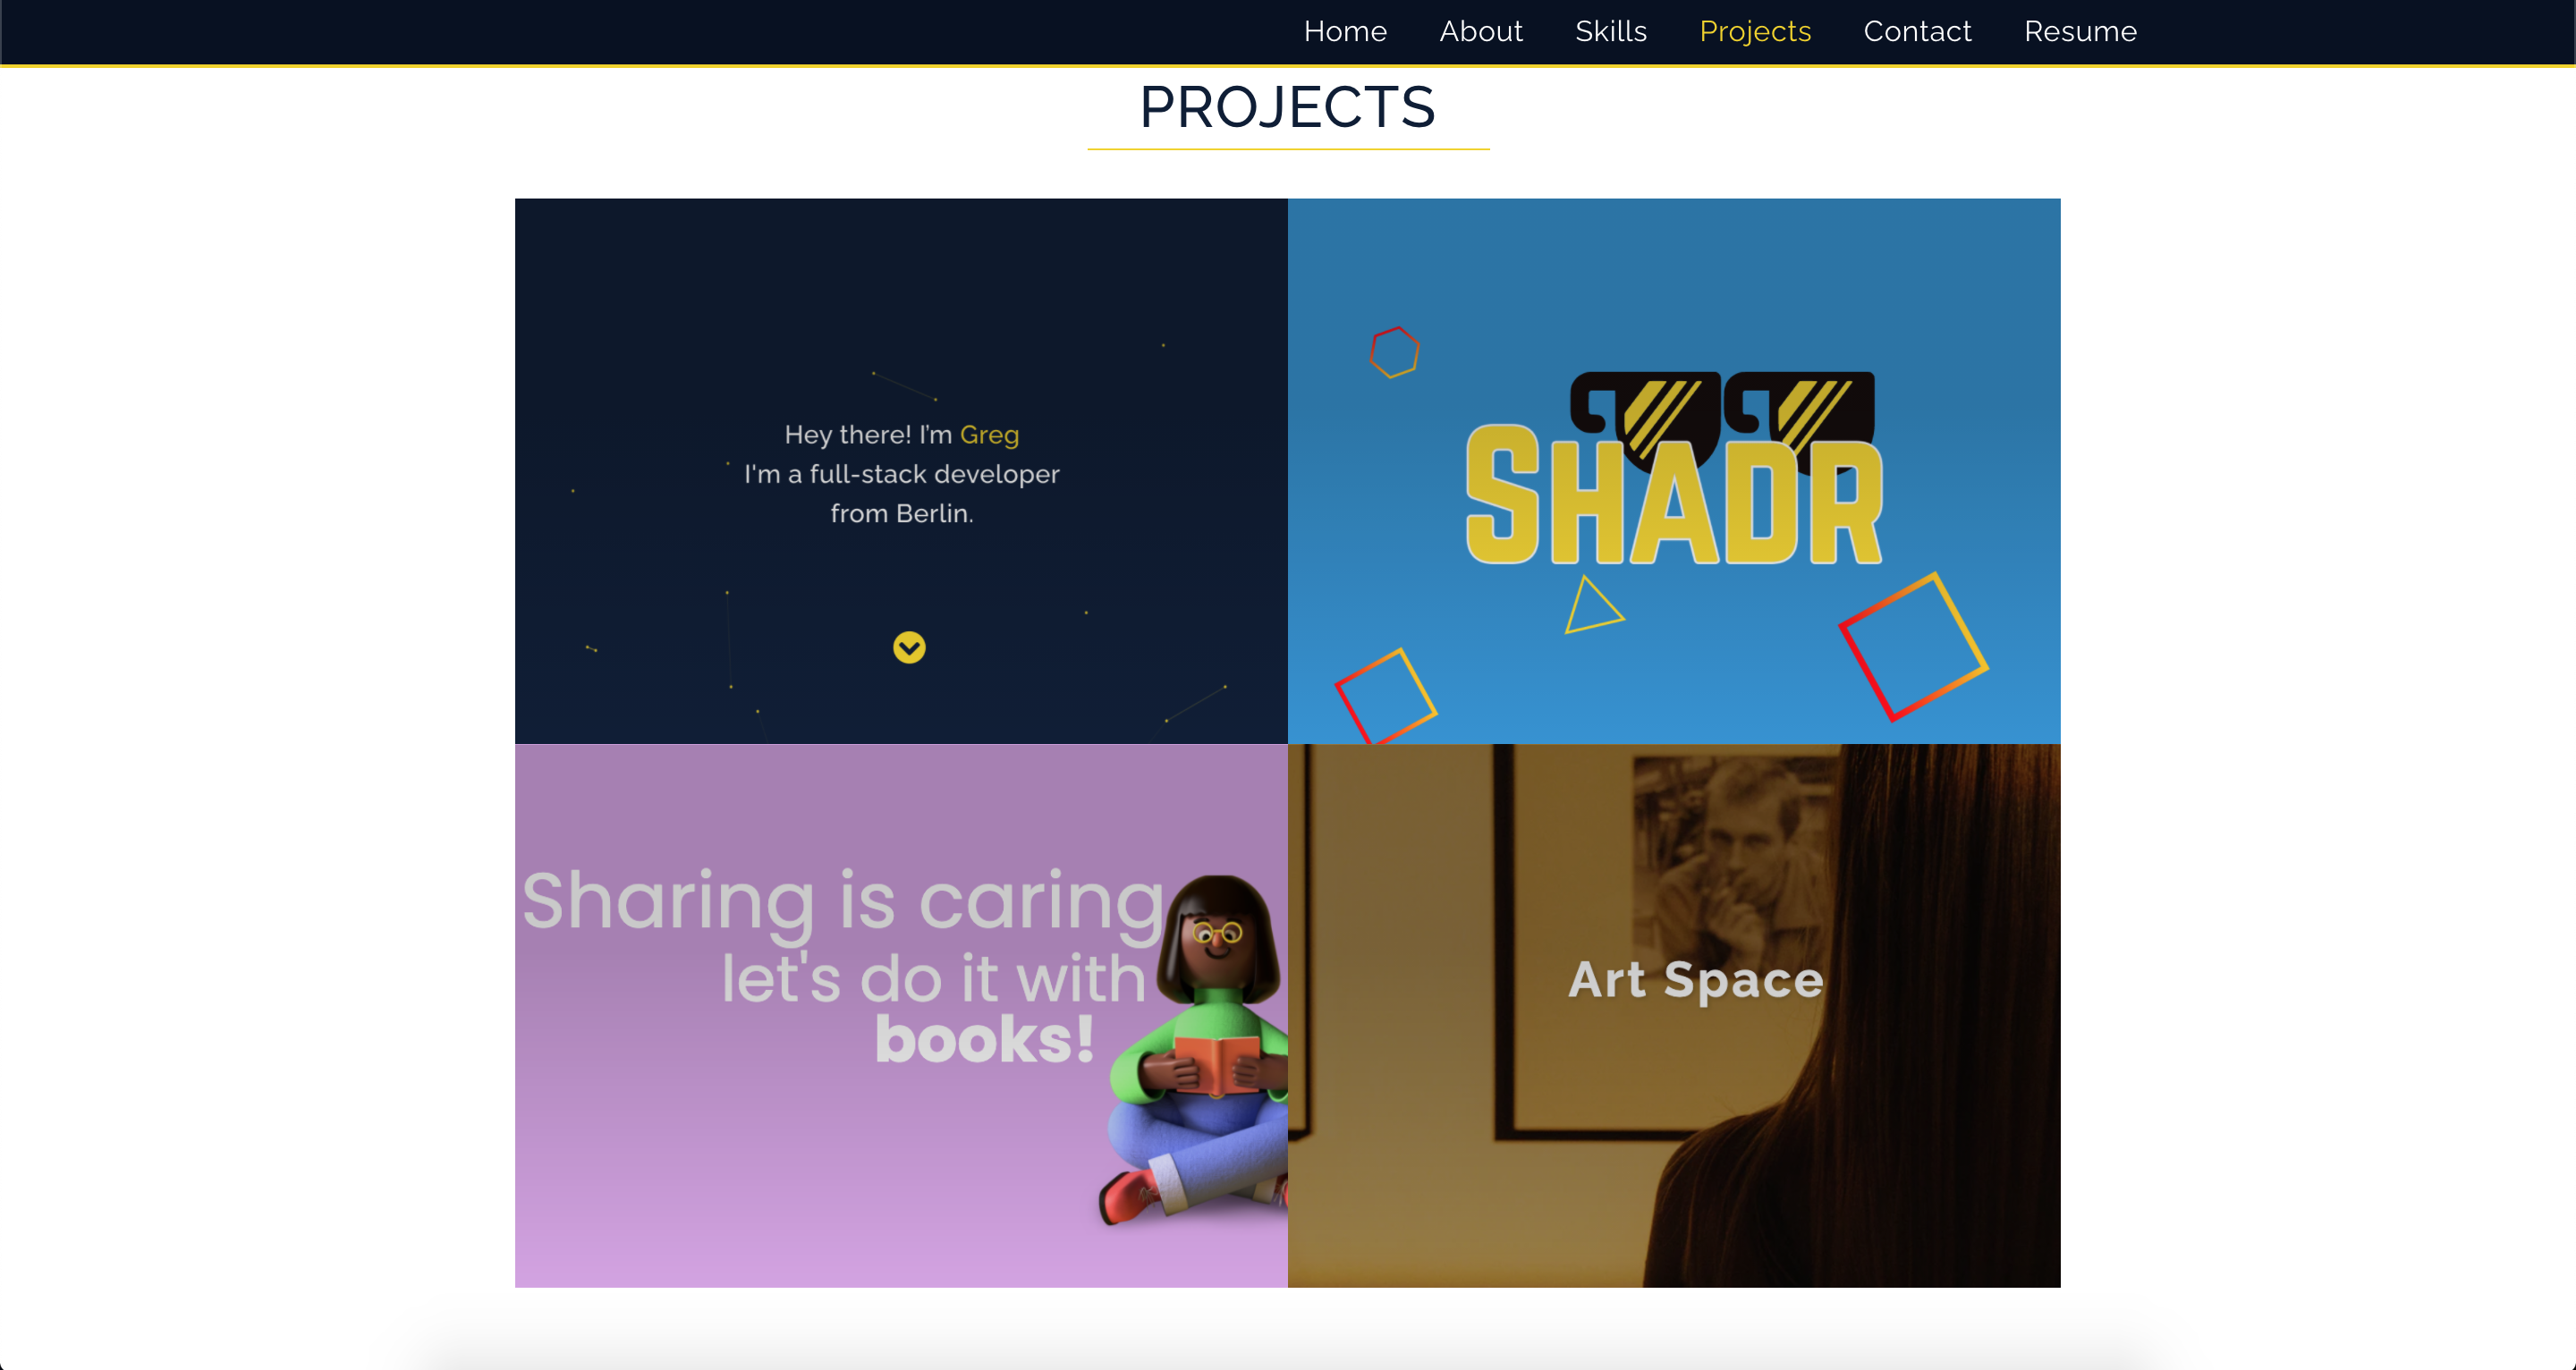 Home About Skills Projects Contact Resume
PROJECTS
Hey there! I'm Greg
I'm a full-stack developer
from Berlin.
SHADR
Sharing is caring
let's do it with
books!
Art Space